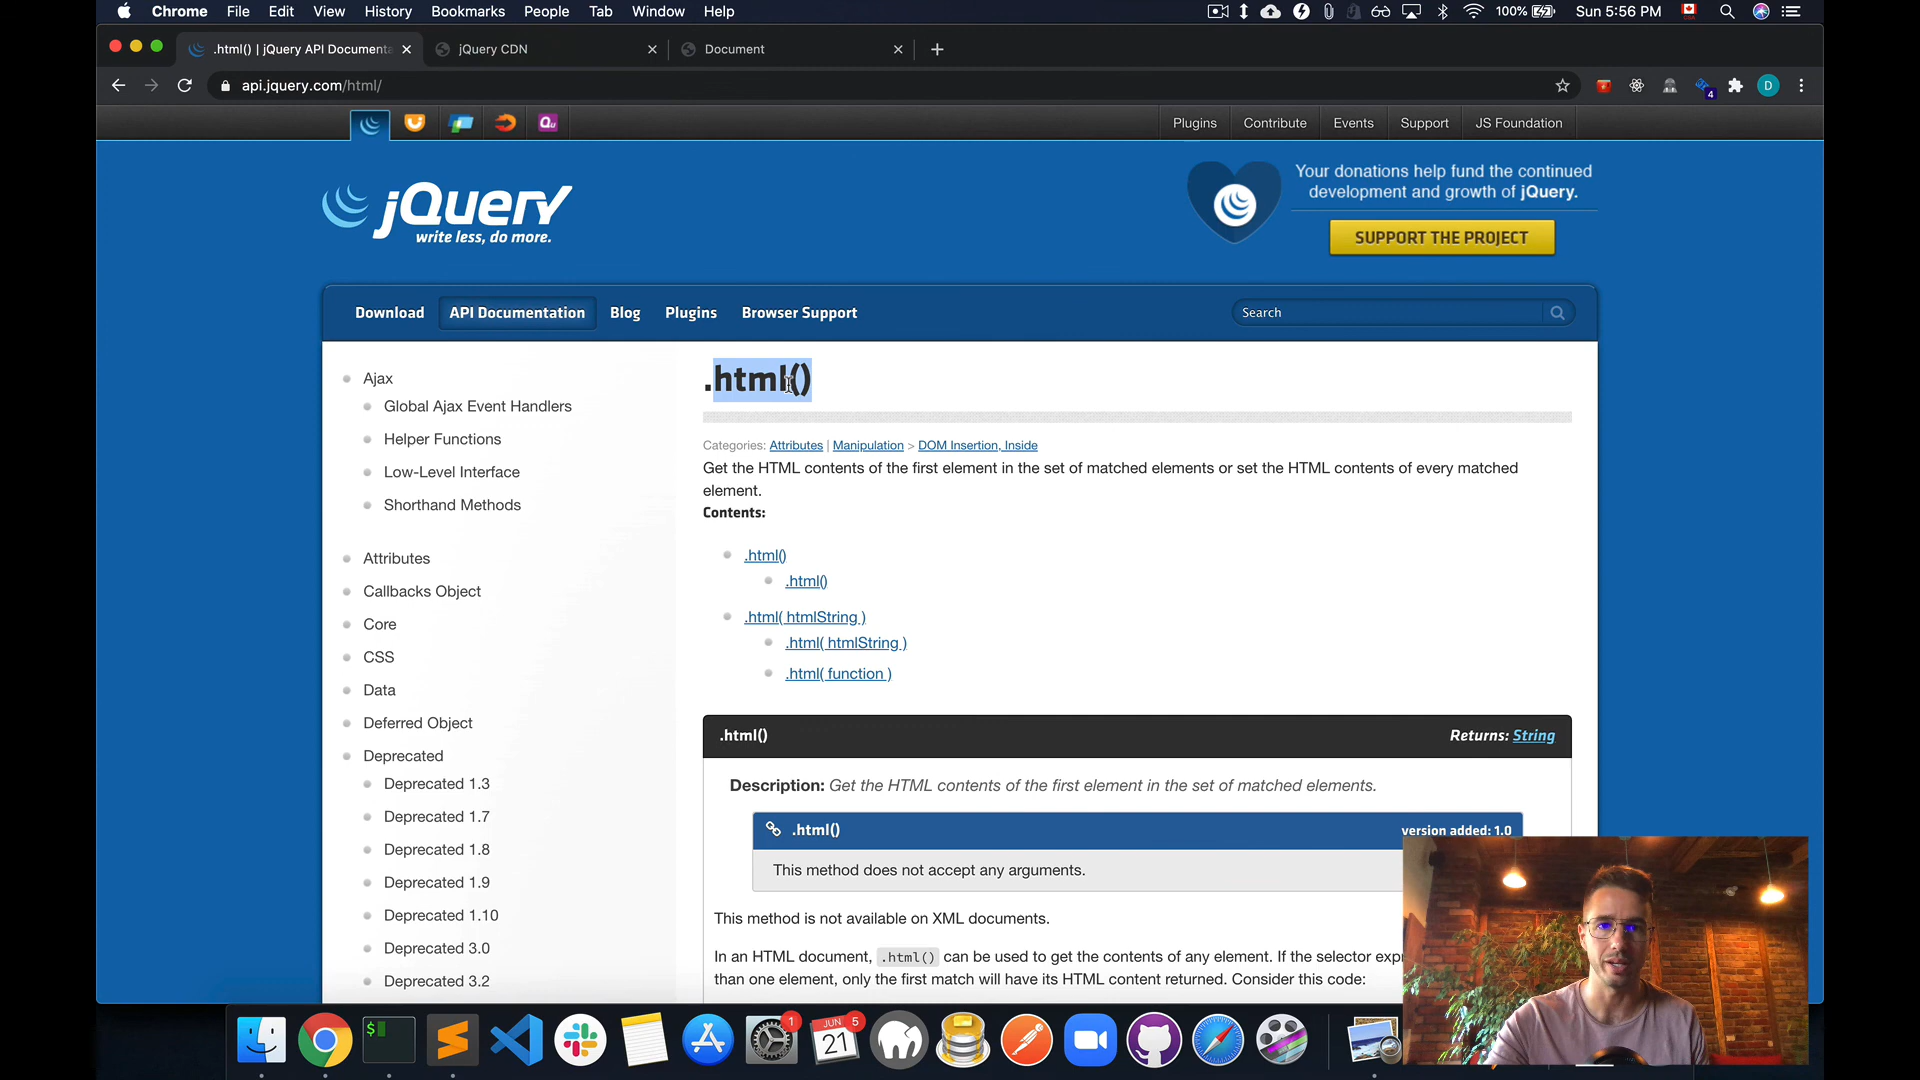 Chrome File Edit View History Bookmarks People Tab Window Help
100% Sun 5:56 PM
.html() | jQuery API Documenta
jQuery CDN
Document
api.jquery.com/html/
4
D
Qu
Plugins Contribute Events Support JS Foundation
jQuery
write less, do more.
Your donations help fund the continued
development and growth of jQuery.
SUPPORT THE PROJECT
Download API Documentation Blog Plugins Browser Support
Search
Ajax
Global Ajax Event Handlers
Helper Functions
Low-Level Interface
Shorthand Methods
Attributes
Callbacks Object
Core
CSS
Data
Deferred Object
Deprecated
Deprecated 1.3
Deprecated 1.7
Deprecated 1.8
Deprecated 1.9
Deprecated 1.10
Deprecated 3.0
Deprecated 3.2
.html()
Categories: Attributes | Manipulation > DOM Insertion, Inside
Get the HTML contents of the first element in the set of matched elements or set the HTML contents of every matched
element.
Contents:
.html()
.html()
.html( htmlString )
.html( htmlString )
.html( function )
.html()
Returns: String
Description: Get the HTML contents of the first element in the set of matched elements.
.html()
version added: 1.0
This method does not accept any arguments.
This method is not available on XML documents.
In an HTML document, .html() can be used to get the contents of any element. If the selector expr
than one element, only the first match will have its HTML content returned. Consider this code:
$
1
JUN 5
21